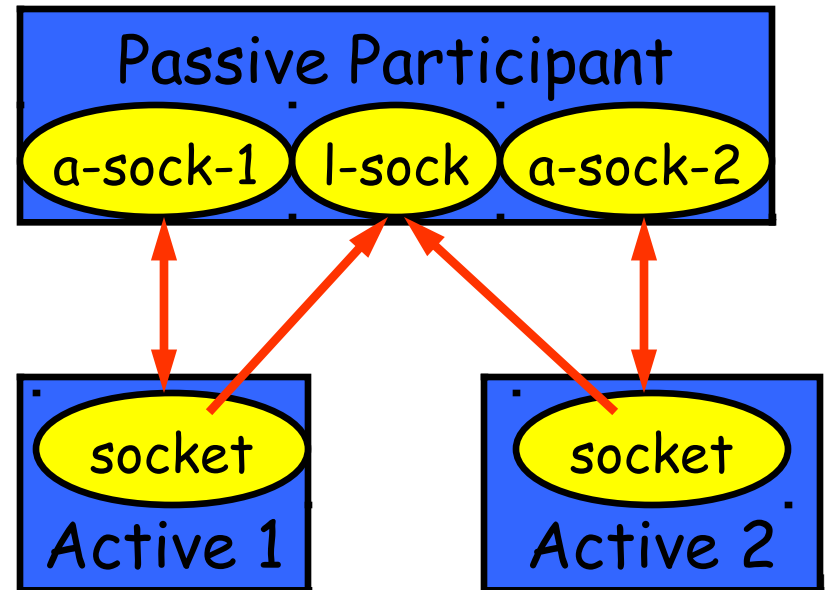 Passive Participant
a-sock-1 l-sock a-sock-2
socket socket
Active 1 Active 2